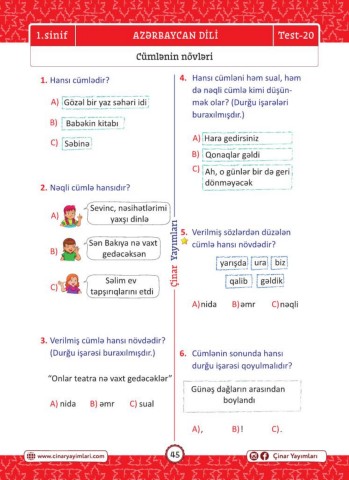 1.sinif
AZƏRBAYCAN DİLİ
Test-20
Cümlənin növləri
1. Hansı cümlədir?
A) Gözəl bir yaz səhəri idi
B) Babəkin kitabı
C) Səbinə
2. Nəqli cümlə hansıdır?
A) Sevinc, nəsihətlərimi
yaxşı dinlə
B) Sən Bakıya nə vaxt
gedəcəksən
C) Səlim ev
tapşırıqlarını etdi
3. Verilmiş cümlə hansı növdədir?
(Durğu işarəsi buraxılmışdır.)
“Onlar teatra nə vaxt gedəcəklər”
A) nida B) əmr C) sual
Çinar Yayımları
4. Hansı cümləni həm sual, həm
də nəqli cümlə kimi düşün-
mək olar? (Durğu işarələri
buraxılmışdır.)
A) Hara gedirsiniz
B) Qonaqlar gəldi
C) Ah, o günlər bir də geri
dönməyəcək
5. Verilmiş sözlərdən düzələn
cümlə hansı növdədir?
yarışda ura biz
qalib gəldik
A) nida B) əmr C) nəqli
6. Cümlənin sonunda hansı
durğu işarəsi qoyulmalıdır?
Günəş dağların arasından
boylandı
A) , B) ! C) .
www.cinaryayimlari.com
45
Çinar Yayımları